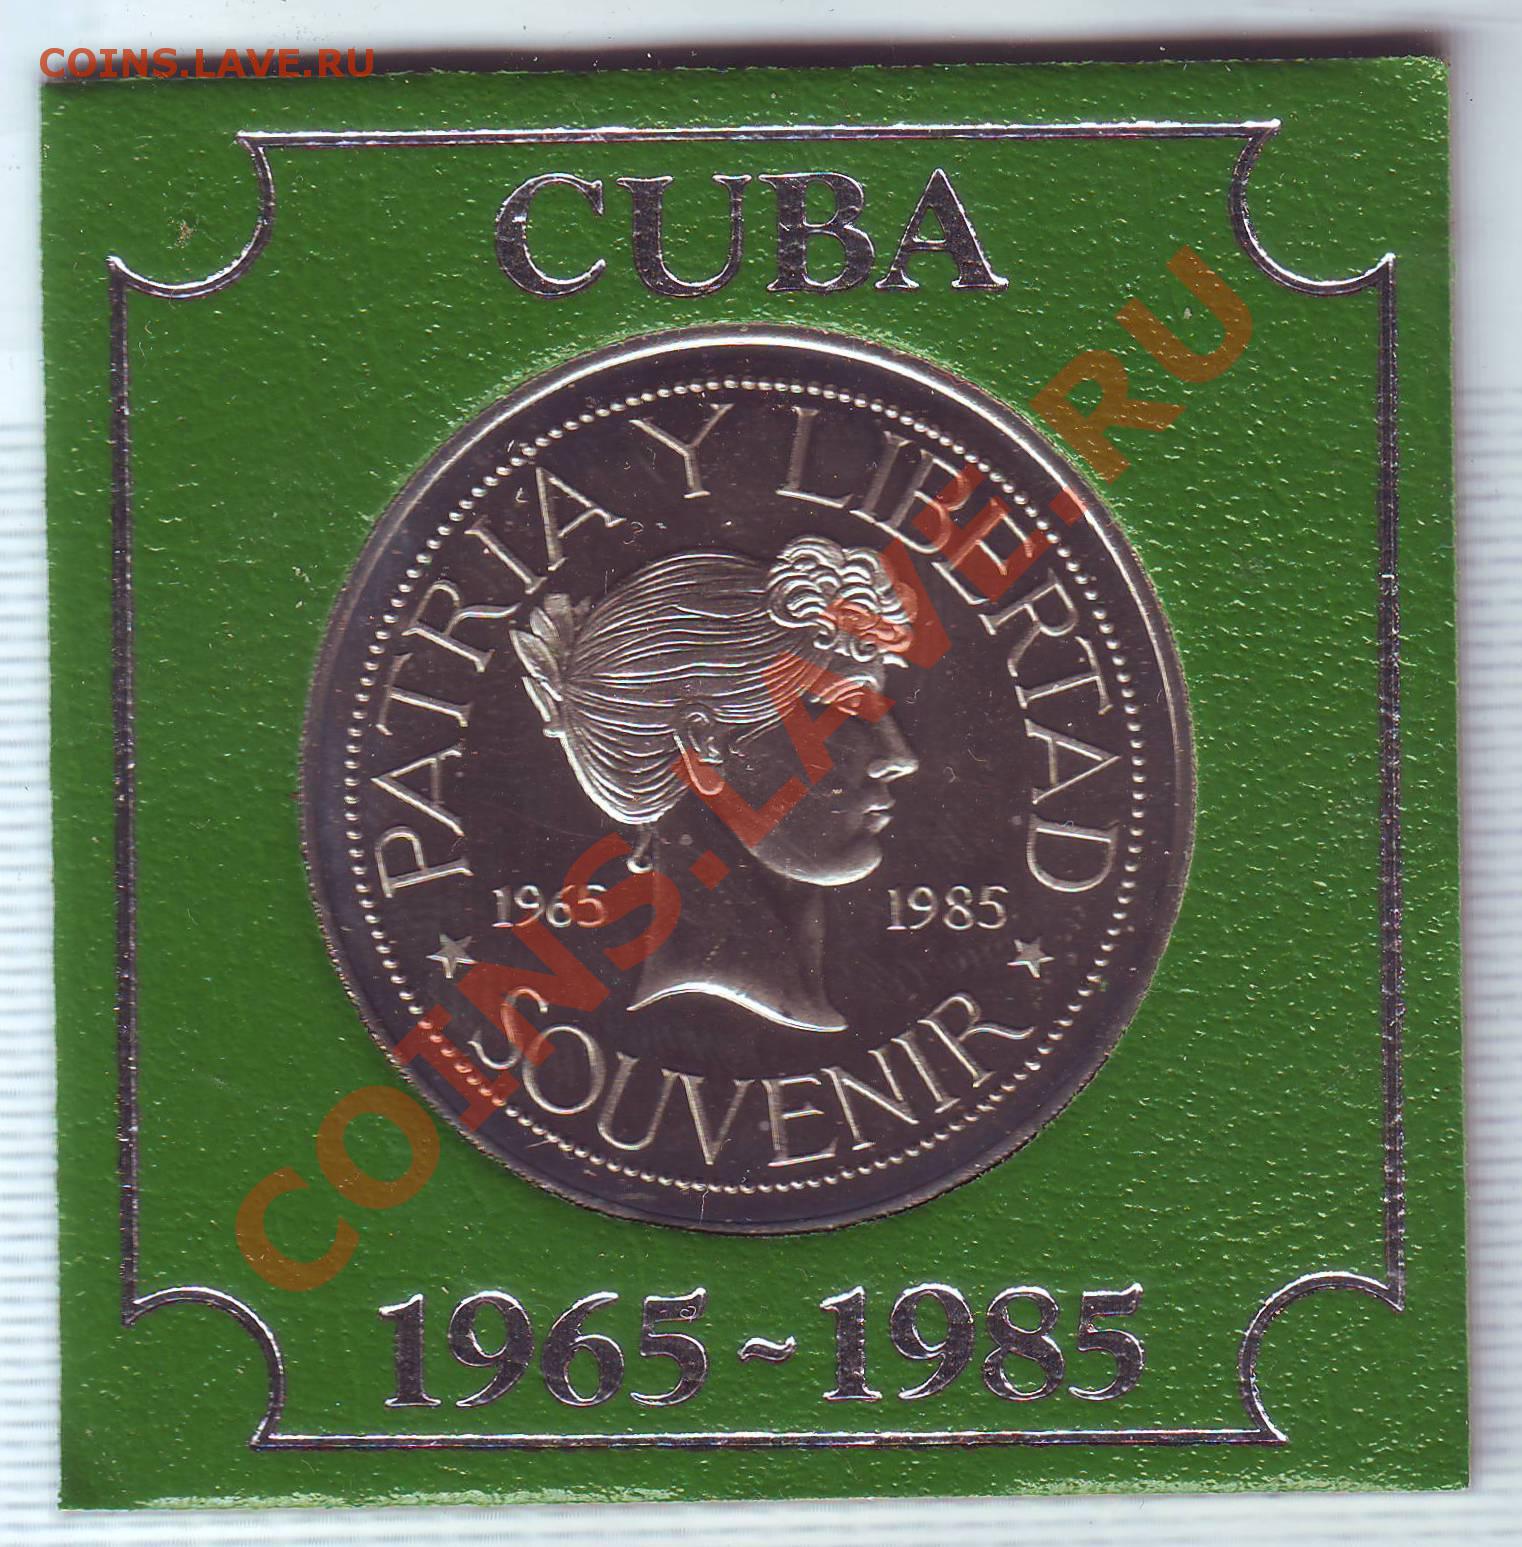 COINS.LAVE.RU
CUBA
PATRIA Y LIBERTAD
1965 1985
★ SOUVENIR ★
1965~1985
COINS.LAVE.RU